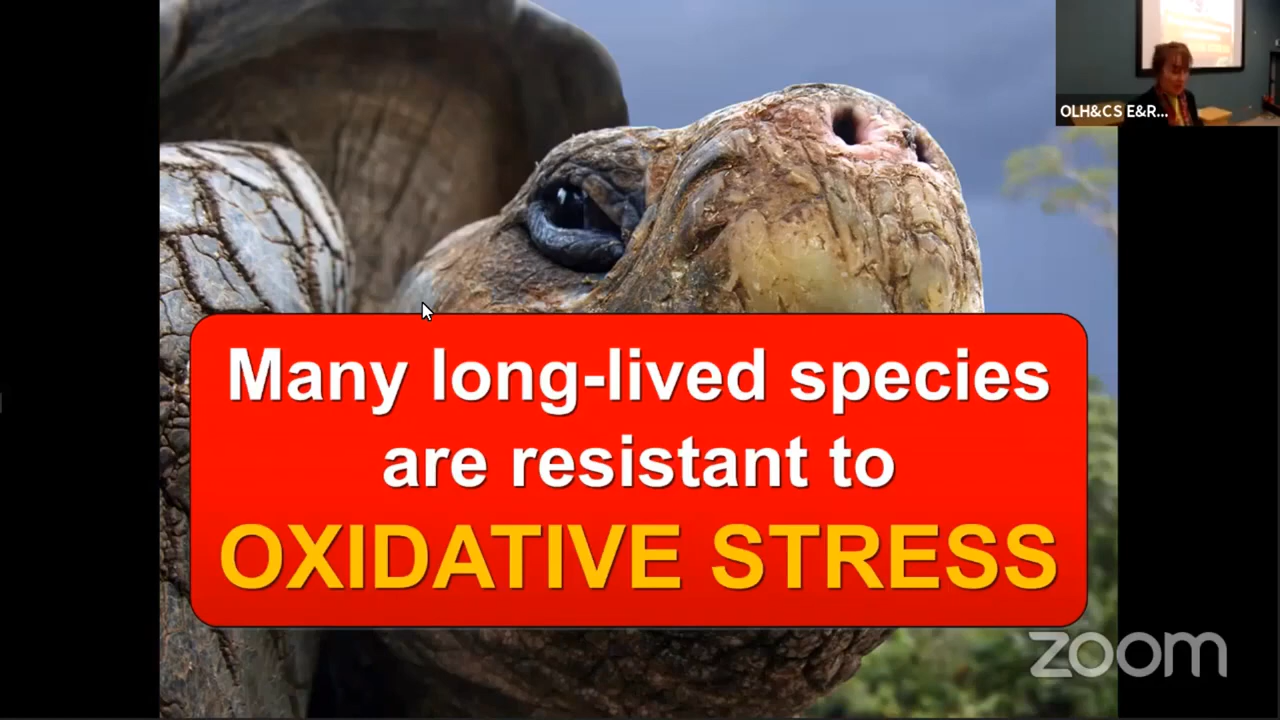 OLH&CS E&R...
Many long-lived species
are resistant to
OXIDATIVE STRESS
zoom